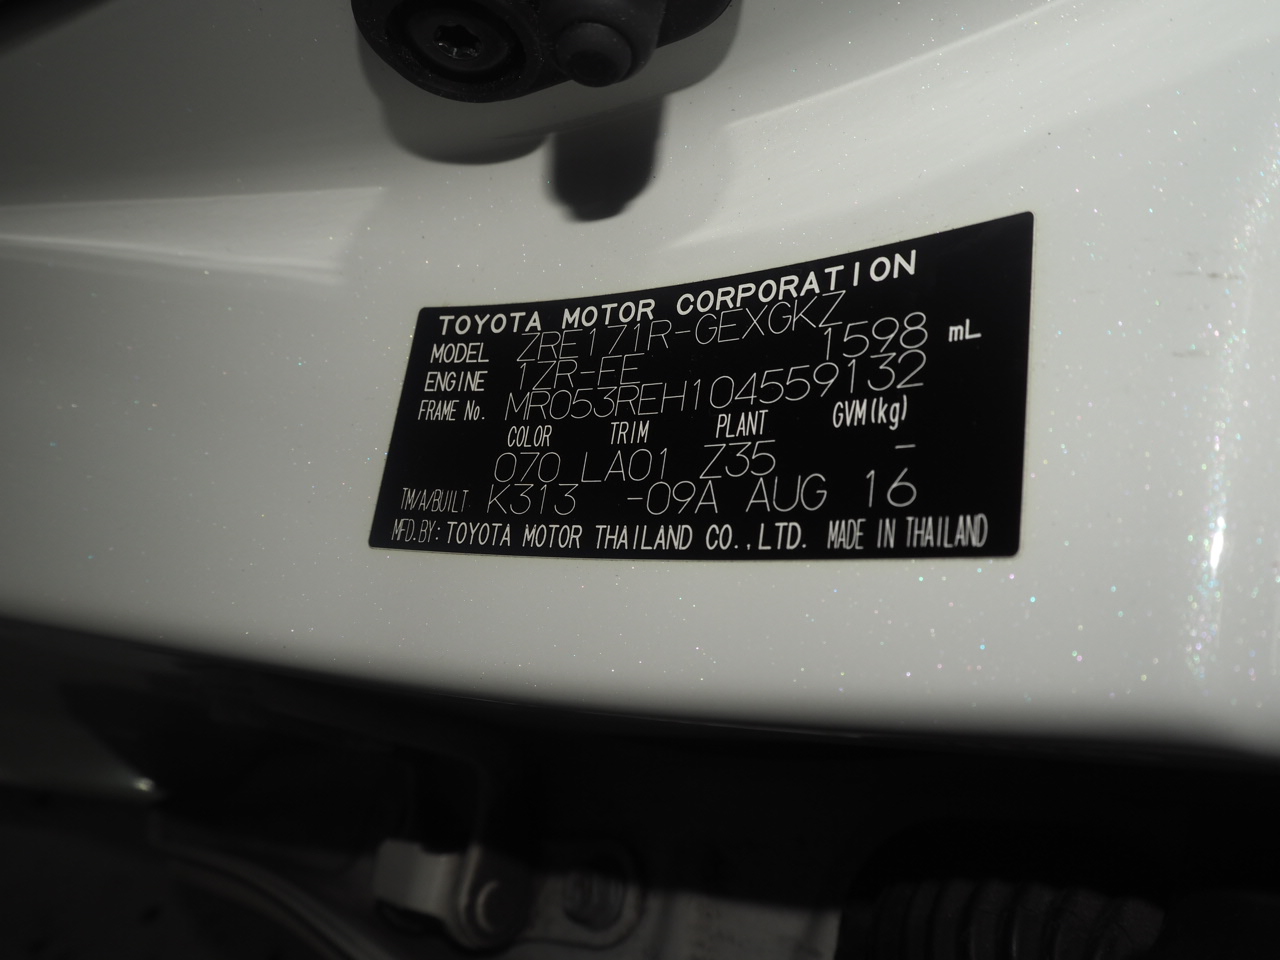 TOYOTA MOTOR CORPORATION
MODEL ZRE171R-GEXGKZ
ENGINE 1ZR-FE 1598 mL
FRAME No. MR053REH104559132
COLOR TRIM PLANT GVM(kg)
070 LA01 Z35 –
TM/A/BUILT K313 -09A AUG 16
MFD.BY: TOYOTA MOTOR THAILAND CO.,LTD. MADE IN THAILAND